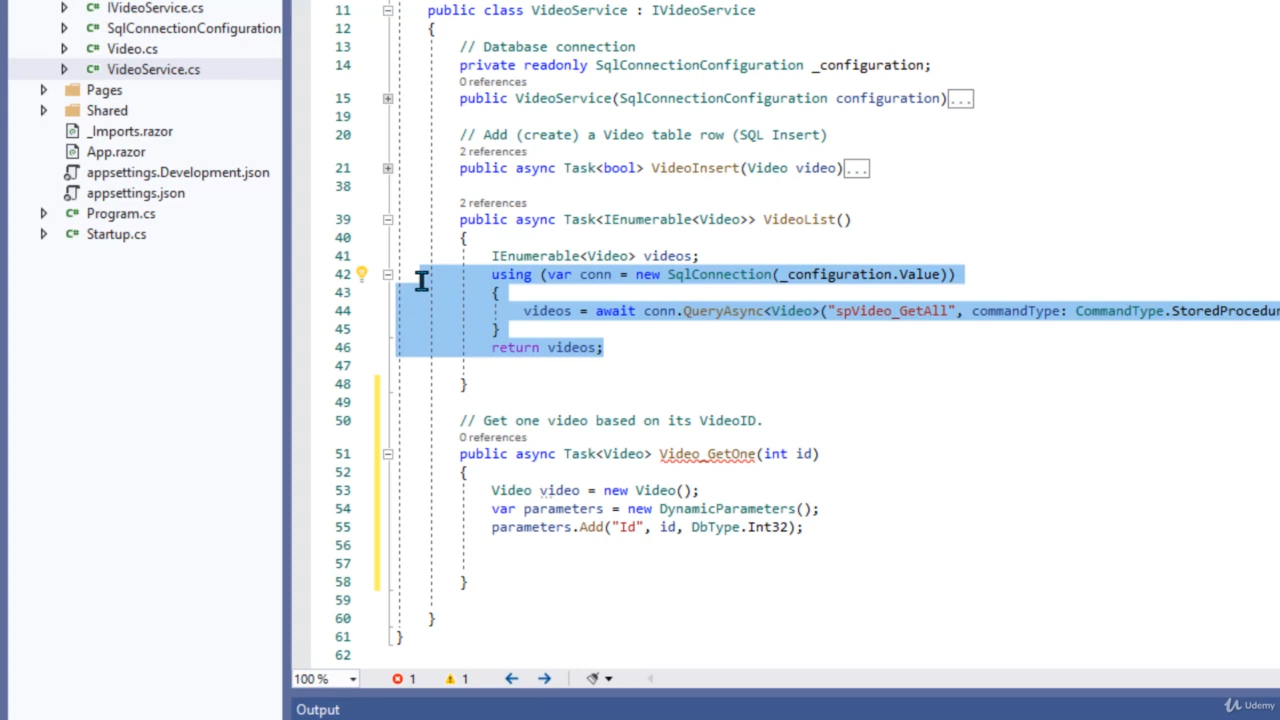 IVideoService.cs
SqlConnectionConfiguration
Video.cs
VideoService.cs
Pages
Shared
_Imports.razor
App.razor
appsettings.Development.json
appsettings.json
Program.cs
Startup.cs
11 public class VideoService : IVideoService
12 {
13 // Database connection
14 private readonly SqlConnectionConfiguration _configuration;
0 references
15 public VideoService(SqlConnectionConfiguration configuration)...
19
20 // Add (create) a Video table row (SQL Insert)
2 references
21 public async Task<bool> VideoInsert(Video video)...
38
2 references
39 public async Task<IEnumerable<Video>> VideoList()
40 {
41 IEnumerable<Video> videos;
42 using (var conn = new SqlConnection(_configuration.Value))
43 {
44 videos = await conn.QueryAsync<Video>("spVideo_GetAll", commandType: CommandType.StoredProcedur
45 }
46 return videos;
47
48 }
49
50 // Get one video based on its VideoID.
0 references
51 public async Task<Video> Video_GetOne(int id)
52 {
53 Video video = new Video();
54 var parameters = new DynamicParameters();
55 parameters.Add("Id", id, DbType.Int32);
56
57
58 }
59
60 }
61 }
62
100 % 1 1
Output
Udemy